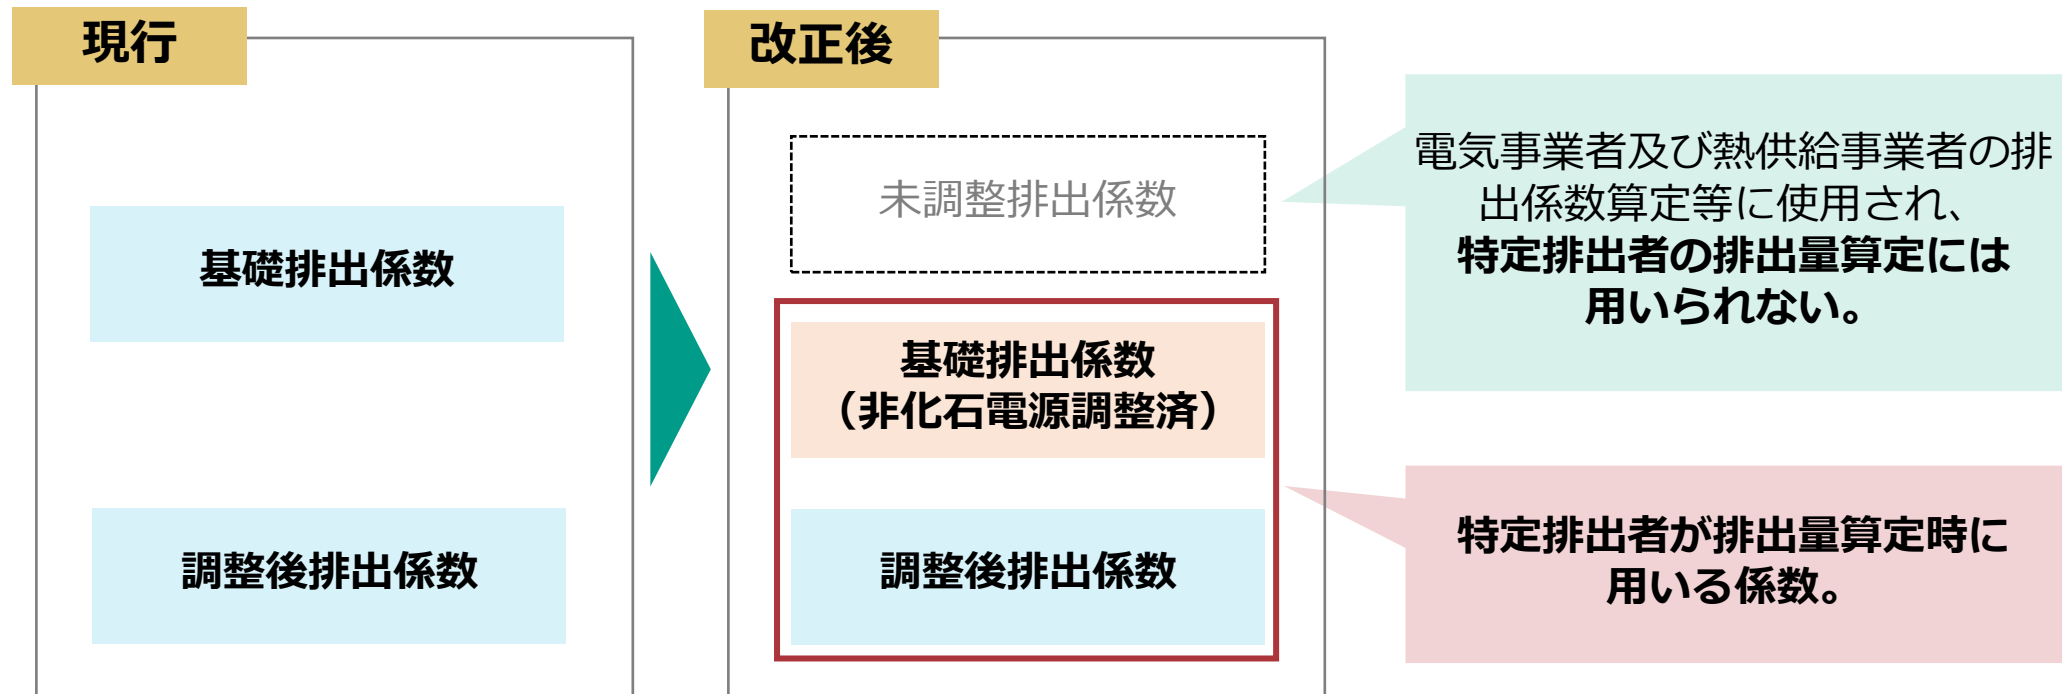 現行
基礎排出係数
調整後排出係数
改正後
未調整排出係数
基礎排出係数
（非化石電源調整済）
調整後排出係数
電気事業者及び熱供給事業者の排
出係数算定等に使用され、
特定排出者の排出量算定には
用いられない。
特定排出者が排出量算定時に
用いる係数。